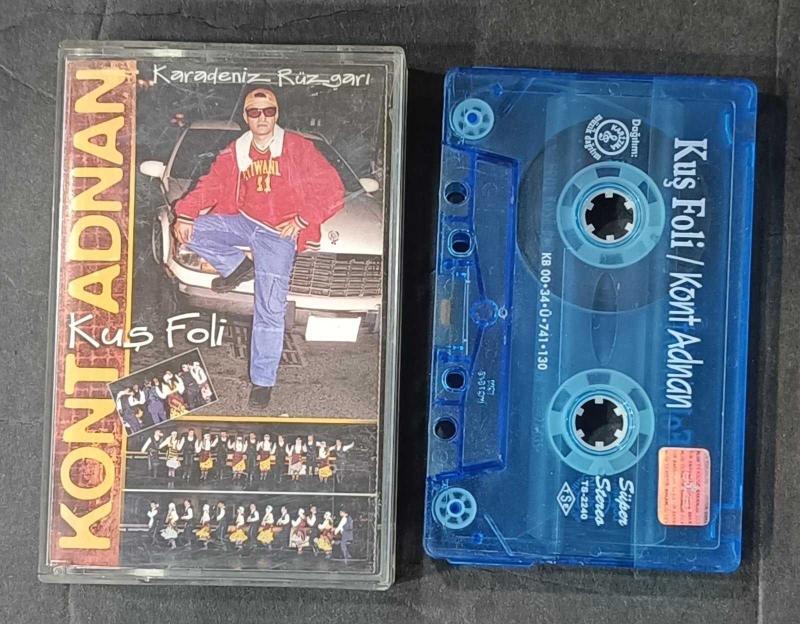 Karadeniz Rüzgarı
KONT ADNAN
Kuş Foli
Kuş Foli / Kont Adnan
Dağıtım:
KB 00•34•Ü•741•130
Süper
Stereo
TS-2240